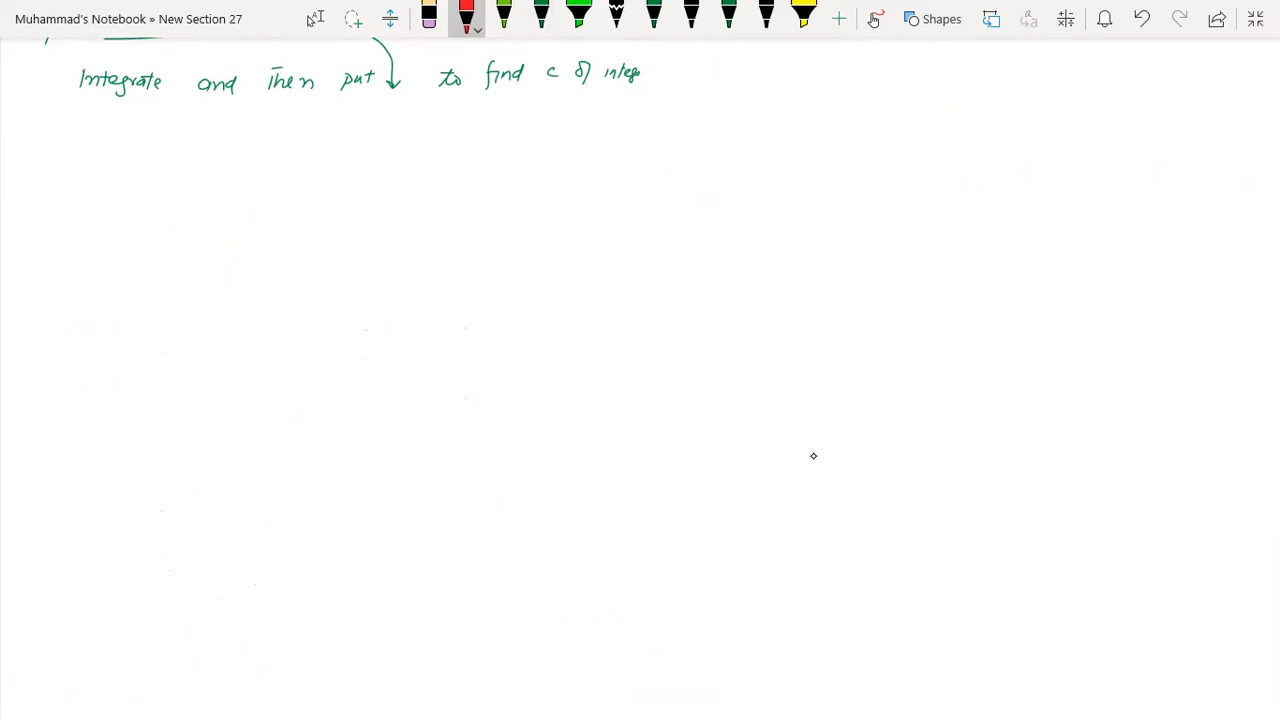 Muhammad's Notebook » New Section 27
Shapes
Integrate and Then put to find c of integ